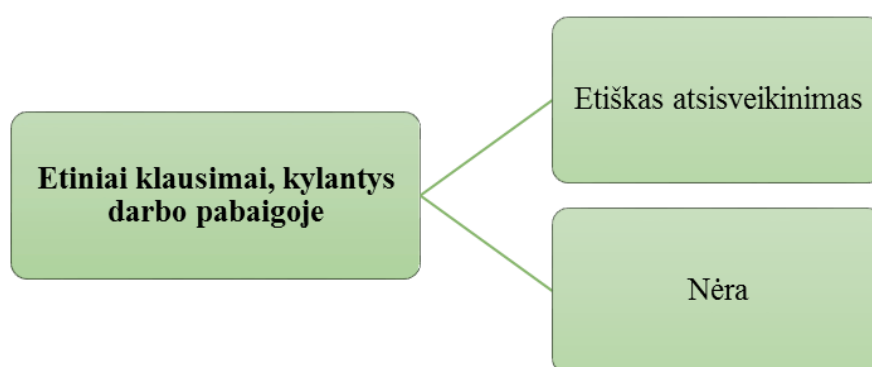 Etiškas atsisveikinimas
Etiniai klausimai, kylantys
darbo pabaigoje
Nėra